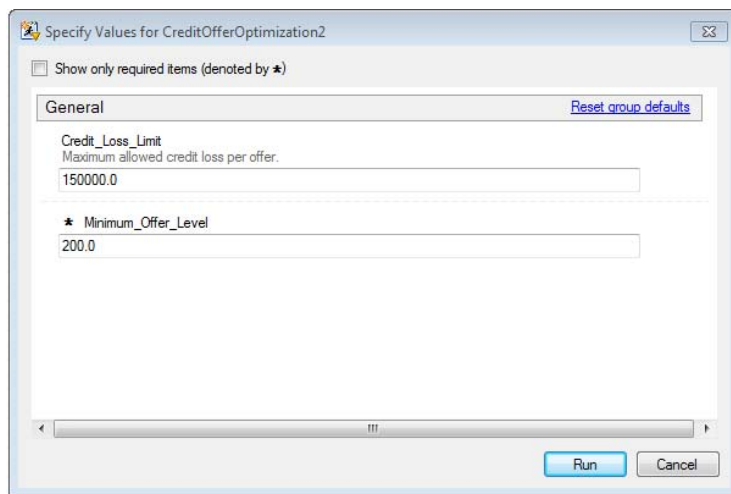 Specify Values for CreditOfferOptimization2
Show only required items (denoted by *)
General Reset group defaults
Credit_Loss_Limit
Maximum allowed credit loss per offer.
150000.0
* Minimum_Offer_Level
200.0
Run Cancel